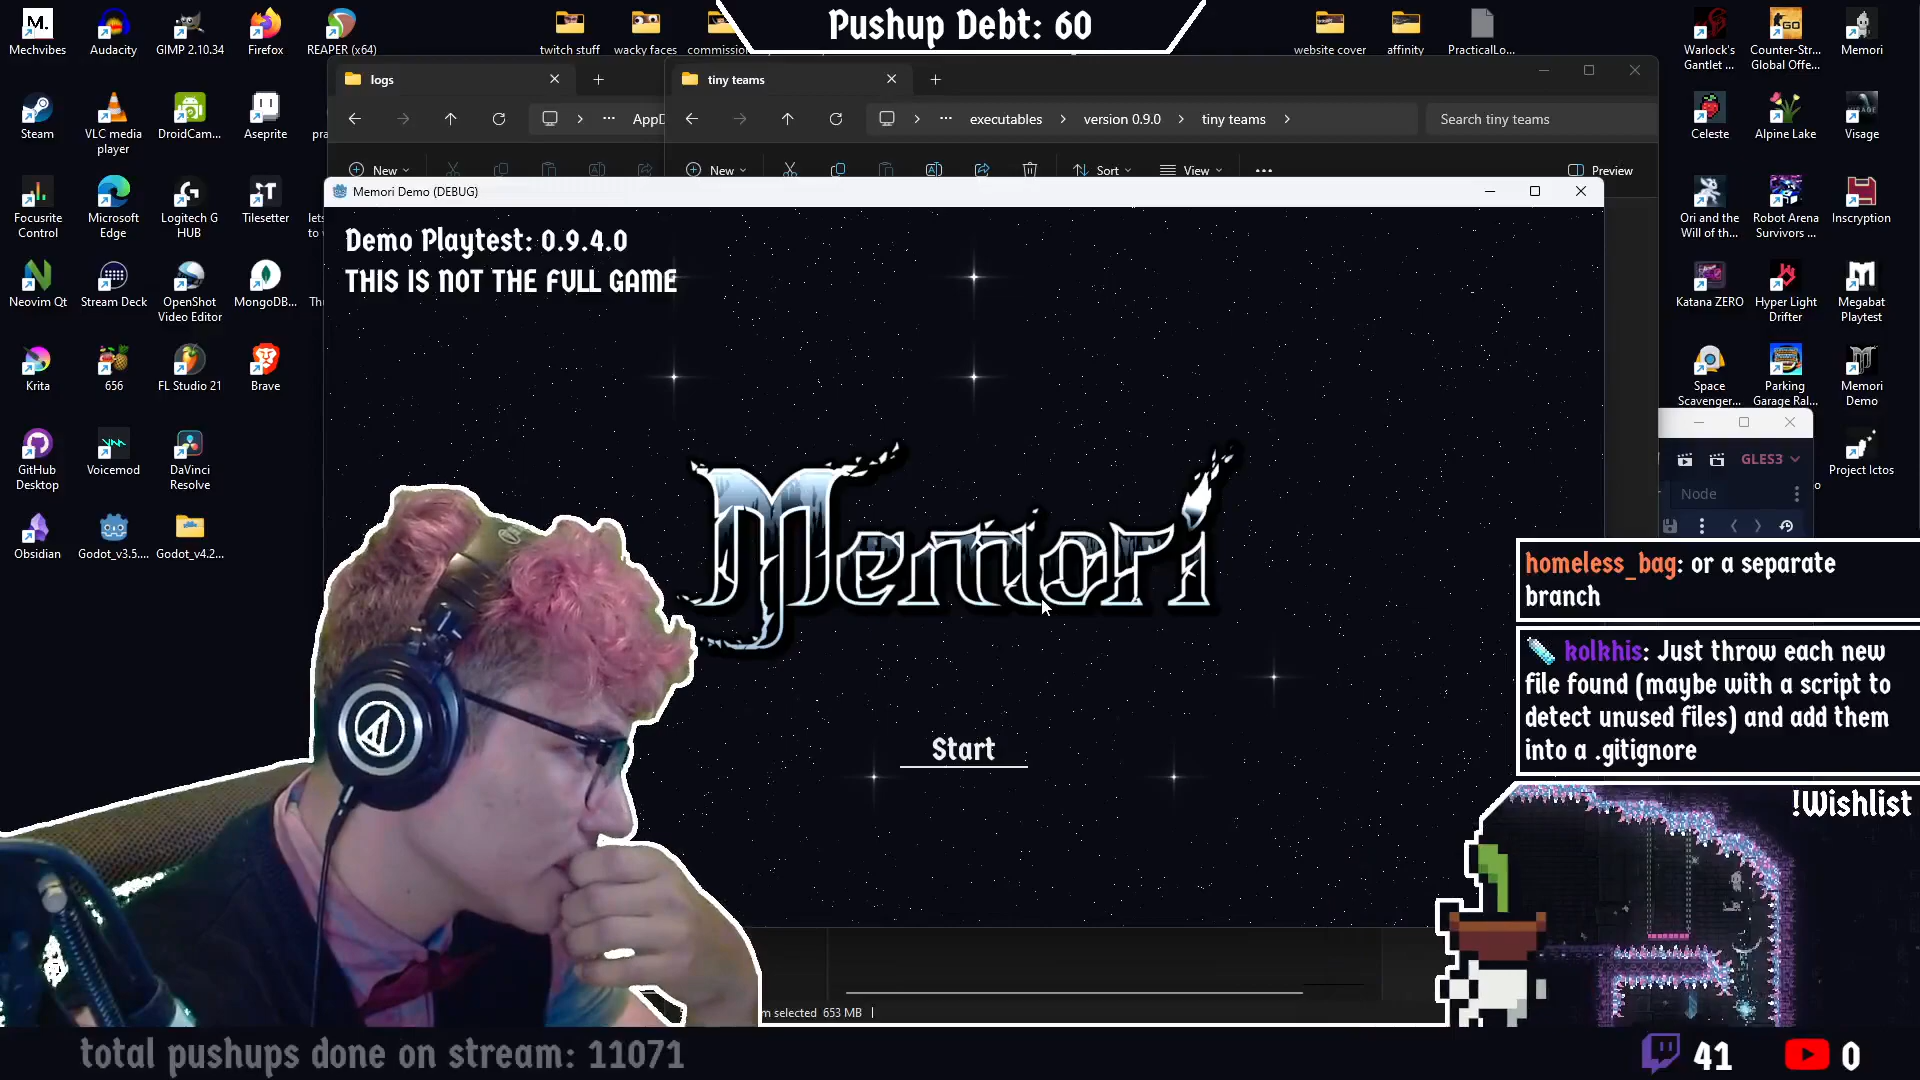 Pushup Debt: 60
Mechvibes
Audacity
GIMP 2.10.34
Firefox
REAPER (x64)
twitch stuff
wacky faces
website cover
affinity
PracticalLo...
Warlock's
Gantlet ...
Counter-Str...
Global Offe...
Memori
logs
tiny teams
Steam
VLC media
player
DroidCam...
Aseprite
executables
version 0.9.0
tiny teams
Search tiny teams
Celeste
Alpine Lake
Visage
New
New
Sort
View
Preview
Memori Demo (DEBUG)
Demo Playtest: 0.9.4.0
THIS IS NOT THE FULL GAME
Focusrite
Control
Microsoft
Edge
Logitech G
HUB
Tilesetter
Ori and the
Will of th...
Robot Arena
Survivors ...
Inscryption
Neovim Qt
Stream Deck
OpenShot
Video Editor
MongoDB...
Katana ZERO
Hyper Light
Drifter
Megabat
Playtest
Krita
656
FL Studio 21
Brave
Space
Scavenger...
Parking
Garage Ral...
Memori
Demo
GitHub
Desktop
Voicemod
DaVinci
Resolve
GLES3
Project Ictos
Node
Obsidian
Godot_v3.5....
Godot_v4.2...
Memori
Start
homeless_bag: or a separate
branch
kolkhis: Just throw each new
file found (maybe with a script to
detect unused files) and add them
into a .gitignore
!Wishlist
selected 653 MB
total pushups done on stream: 11071
41
0